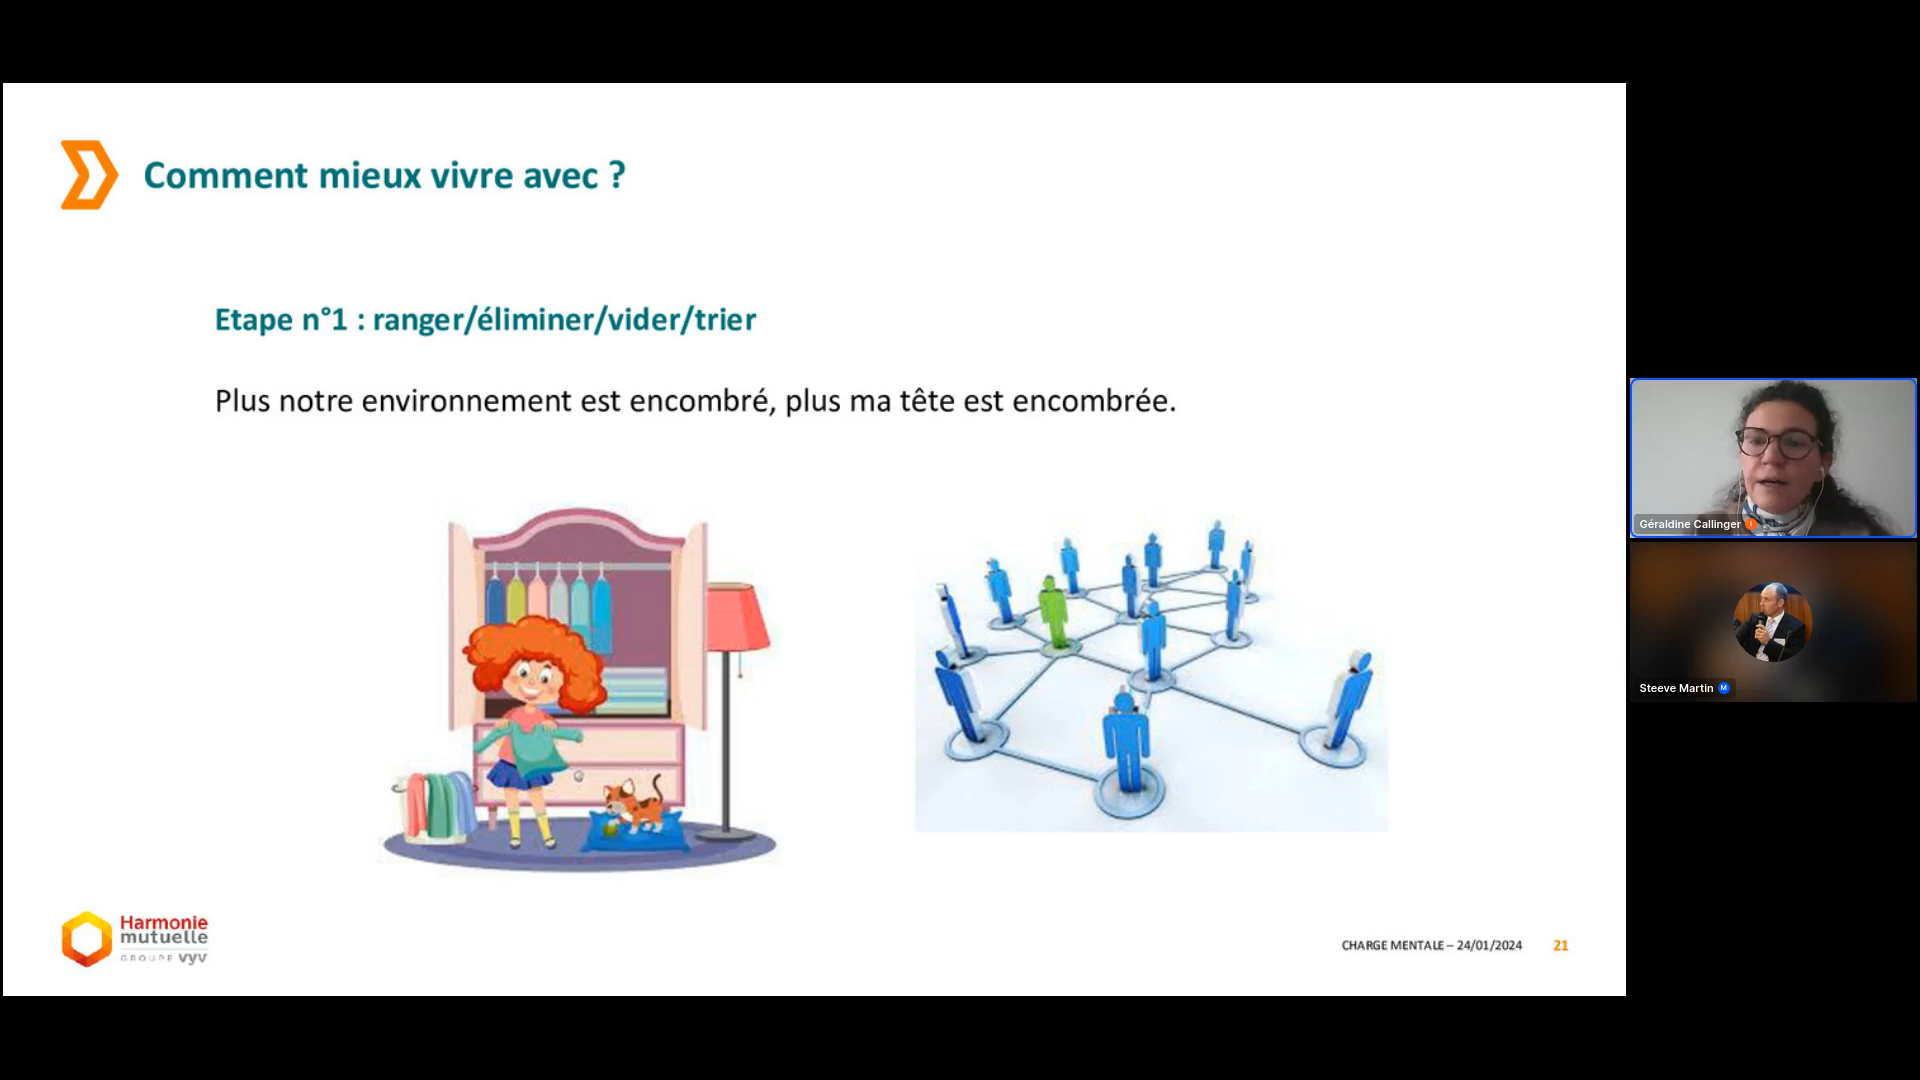 Comment mieux vivre avec ?
Etape n°1 : ranger/éliminer/vider/trier
Plus notre environnement est encombré, plus ma tête est encombrée.
Harmonie
mutuelle
GROUPE vyv
CHARGE MENTALE – 24/01/2024 21
Géraldine Callinger
Steeve Martin M